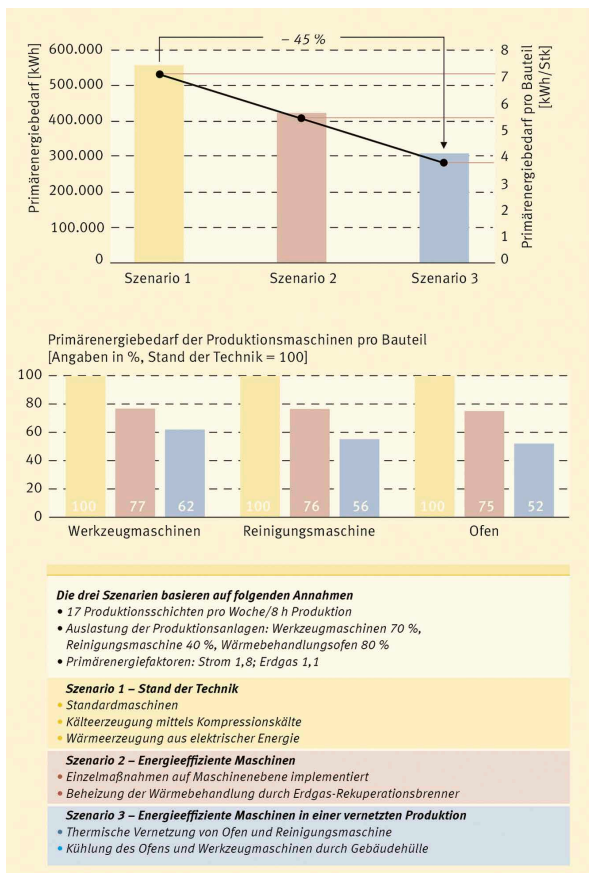 – 45 %
Primärenergiebedarf [kWh]
600.000
500.000
400.000
300.000
200.000
100.000
0
8
7
6
5
4
3
2
1
0
Primärenergiebedarf pro Bauteil
[kWh/Stk]
Szenario 1 Szenario 2 Szenario 3
Primärenergiebedarf der Produktionsmaschinen pro Bauteil
[Angaben in %, Stand der Technik = 100]
100
80
60
40
20
0
100 77 62 100 76 56 100 75 52
Werkzeugmaschinen Reinigungsmaschine Ofen
Die drei Szenarien basieren auf folgenden Annahmen
• 17 Produktionsschichten pro Woche/8 h Produktion
• Auslastung der Produktionsanlagen: Werkzeugmaschinen 70 %,
Reinigungsmaschine 40 %, Wärmebehandlungsofen 80 %
• Primärenergiefaktoren: Strom 1,8; Erdgas 1,1
Szenario 1 – Stand der Technik
• Standardmaschinen
• Kälteerzeugung mittels Kompressionskälte
• Wärmeerzeugung aus elektrischer Energie
Szenario 2 – Energieeffiziente Maschinen
• Einzelmaßnahmen auf Maschinenebene implementiert
• Beheizung der Wärmebehandlung durch Erdgas-Rekuperationsbrenner
Szenario 3 – Energieeffiziente Maschinen in einer vernetzten Produktion
• Thermische Vernetzung von Ofen und Reinigungsmaschine
• Kühlung des Ofens und Werkzeugmaschinen durch Gebäudehülle